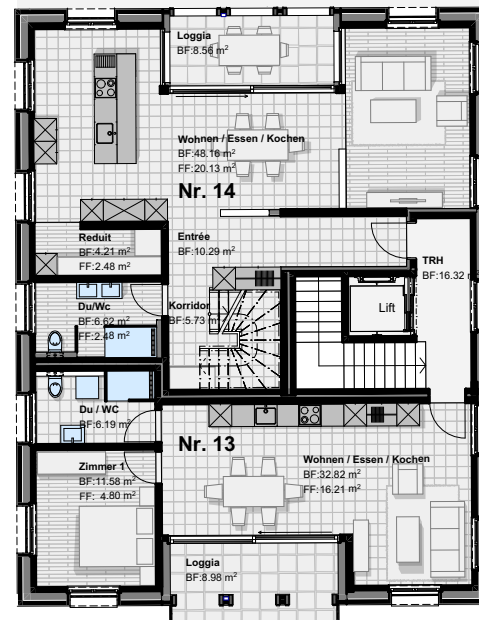 Loggia
BF:8.56 m²
Wohnen / Essen / Kochen
BF:48.16 m²
FF:20.13 m²
Nr. 14
Reduit
BF:4.21 m²
FF:2.48 m²
Entrée
BF:10.29 m²
TRH
BF:16.32 m
Du/Wc
BF:6.62 m²
FF:2.48 m²
Korridor
BF:5.73 m
Lift
Du / WC
BF:6.19 m²
Nr. 13
Zimmer 1
BF:11.58 m²
FF: 4.80 m²
Wohnen / Essen / Kochen
BF:32.82 m²
FF:16.21 m²
Loggia
BF:8.98 m²